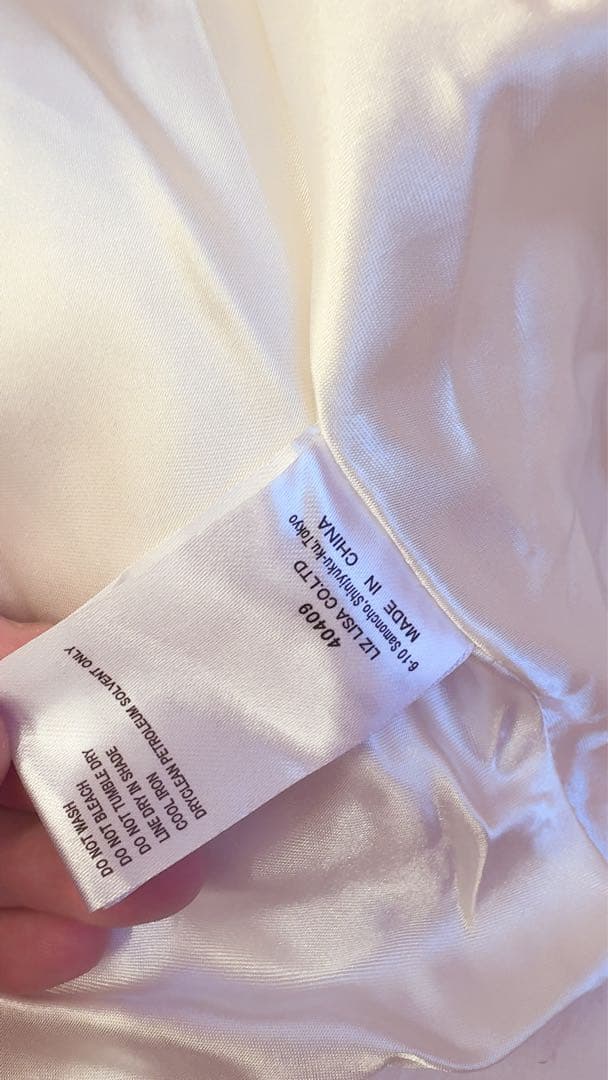 DO NOT WASH
DO NOT BLEACH
DO NOT TUMBLE DRY
LINE DRY IN SHADE
COOL IRON
DRYCLEAN PETROLEUM SOLVENT ONLY
40409
LIZ LISA CO.LTD
6-10 Samoncho,Shinjyuku-ku,Tokyo
MADE IN CHINA